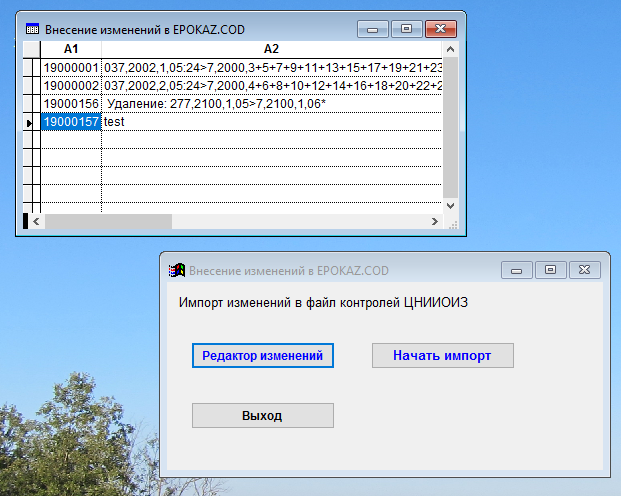 Внесение изменений в EPOKAZ.COD
A1 A2
19000001 037,2002,1,05:24>7,2000,3+5+7+9+11+13+15+17+19+21+23
19000002 037,2002,2,05:24>7,2000,4+6+8+10+12+14+16+18+20+22+2
19000156 Удаление: 277,2100,1,05>7,2100,1,06*
19000157 test
Внесение изменений в EPOKAZ.COD
Импорт изменений в файл контролей ЦНИИОИЗ
Редактор изменений Начать импорт
Выход